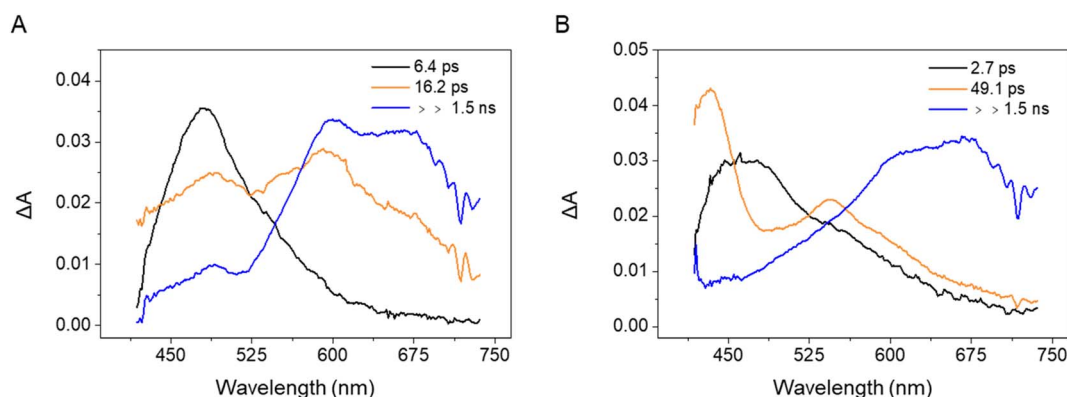 A
6.4 ps
16.2 ps
> > 1.5 ns
0.04
0.03
0.02
0.01
0.00
ΔA
450 525 600 675 750
Wavelength (nm)
B
2.7 ps
49.1 ps
> > 1.5 ns
0.05
0.04
0.03
0.02
0.01
0.00
ΔA
450 525 600 675 750
Wavelength (nm)